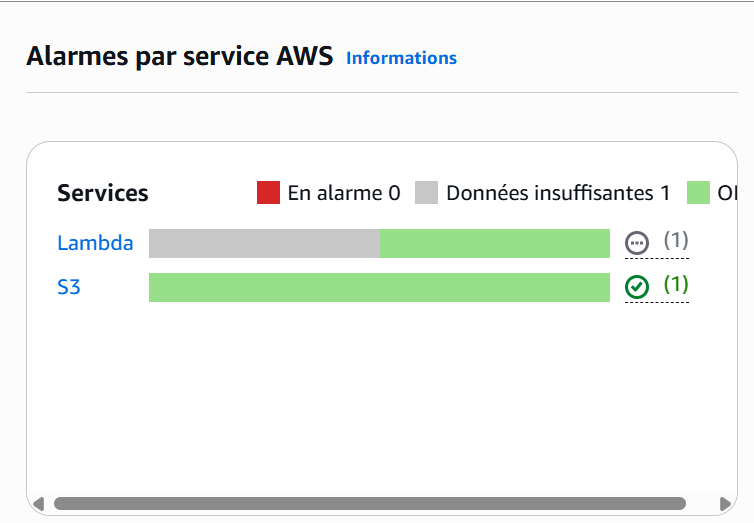 Alarmes par service AWS Informations
Services En alarme 0 Données insuffisantes 1
Lambda (1)
S3 (1)